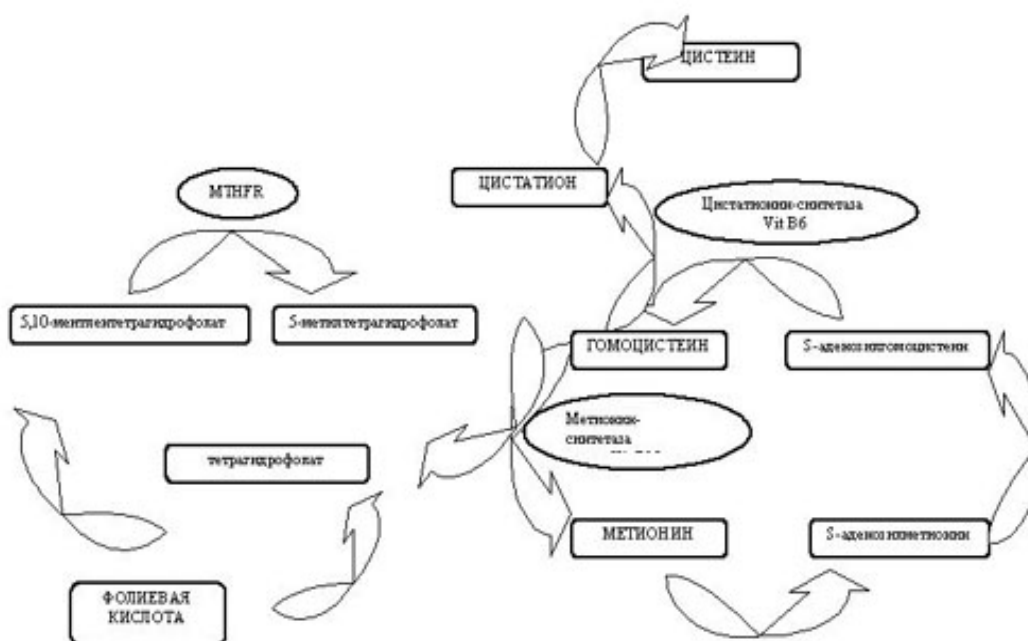 ЦИСТЕИН
MTHFR
ЦИСТАТИОН
Цистатионин-синтетаза
Vit B6
5,10-ментлентетрагидрофолат
5-метилтетрагидрофолат
ГОМОЦИСТЕИН
S-аденозилгомоцистеин
Метионин-
синтетаза
тетрагидрофолат
МЕТИОНИН
S-аденозилметионин
ФОЛИЕВАЯ
КИСЛОТА